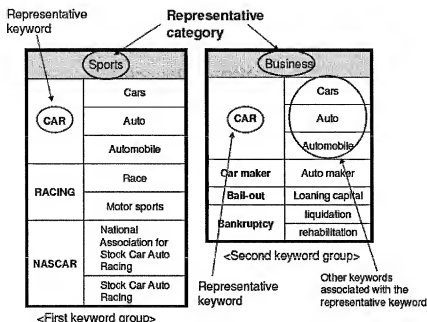 Representative
keyword
Representative
category
Sports
CAR
Cars
Auto
Automobile
RACING
Race
Motor sports
NASCAR
National
Association for
Stock Car Auto
Racing
Stock Car Auto
Racing
<First keyword group>
Business
CAR
Cars
Auto
Automobile
Car maker
Auto maker
Bail-out
Loaning capital
Bankruptcy
liquidation
rehabilitation
<Second keyword group>
Representative
keyword
Other keywords
associated with the
representative keyword